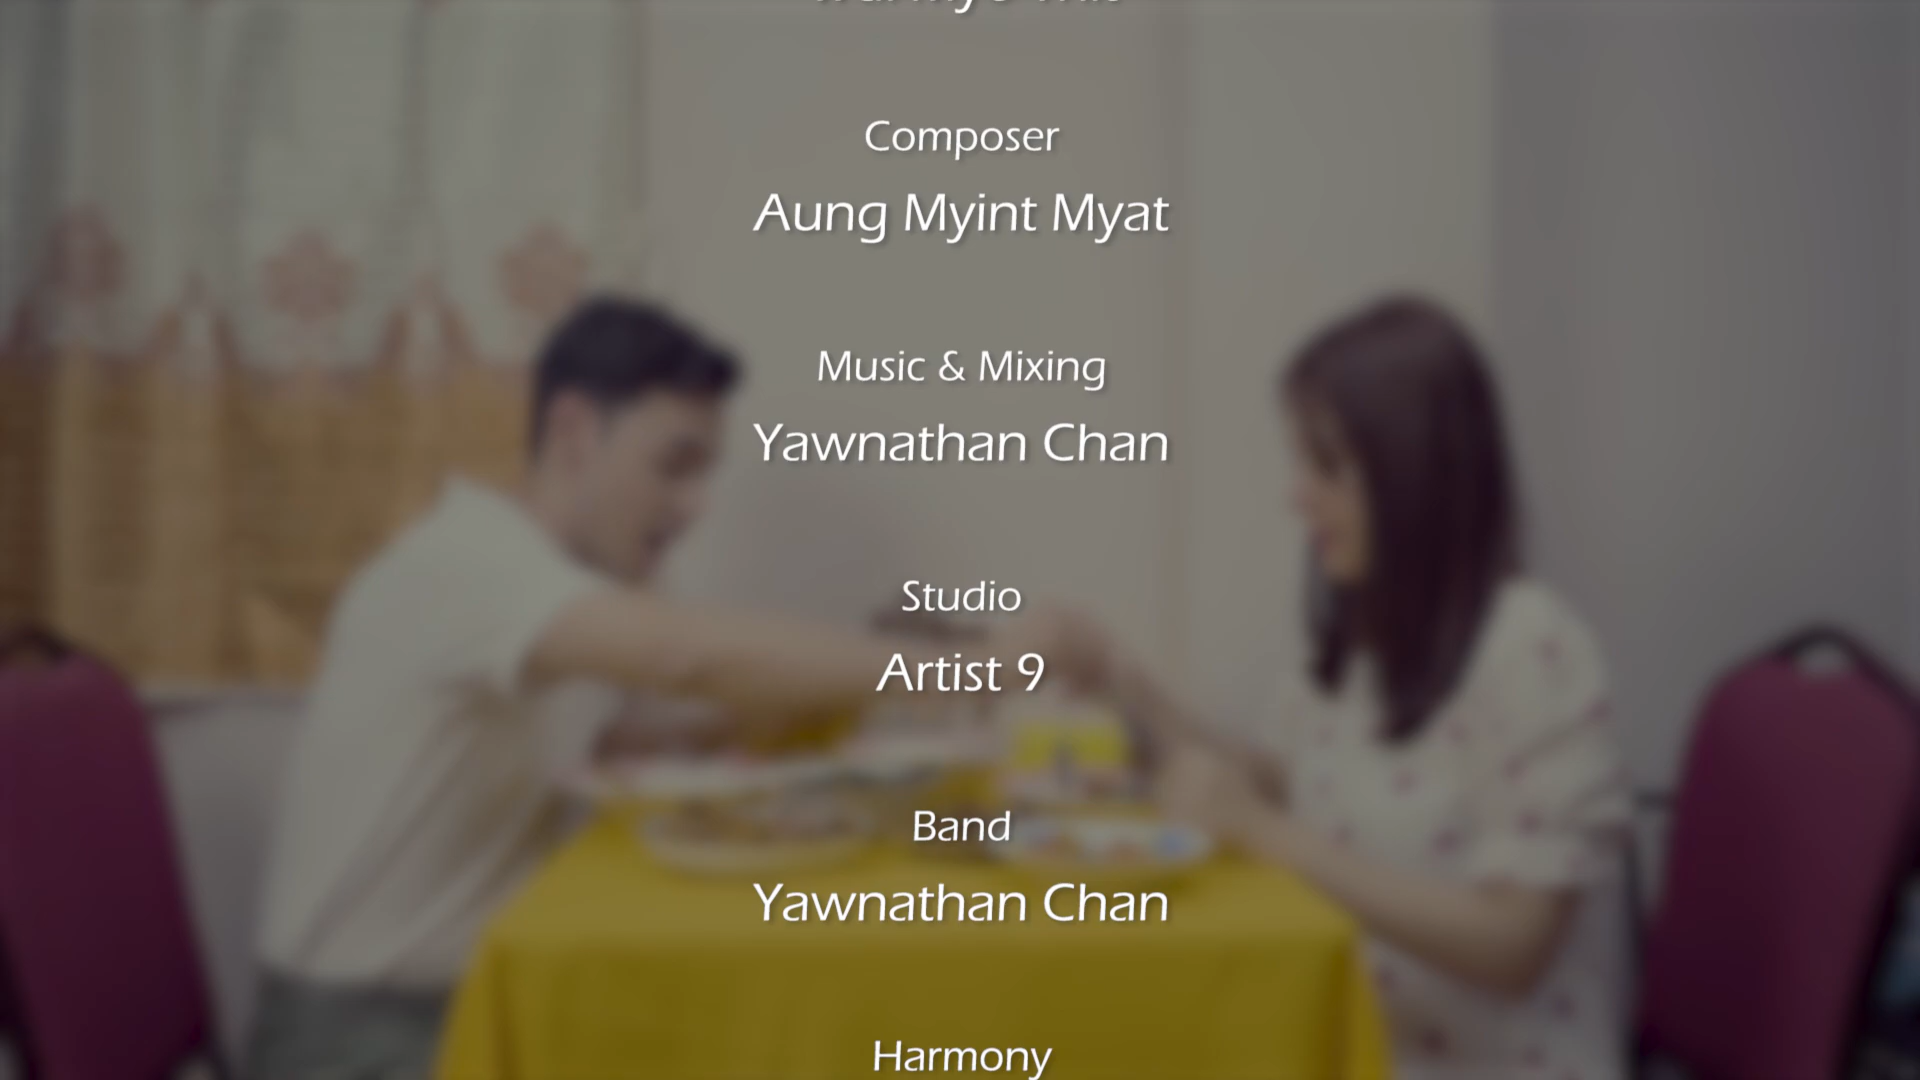 Composer
Aung Myint Myat
Music & Mixing
Yawnathan Chan
Studio
Artist 9
Band
Yawnathan Chan
Harmony